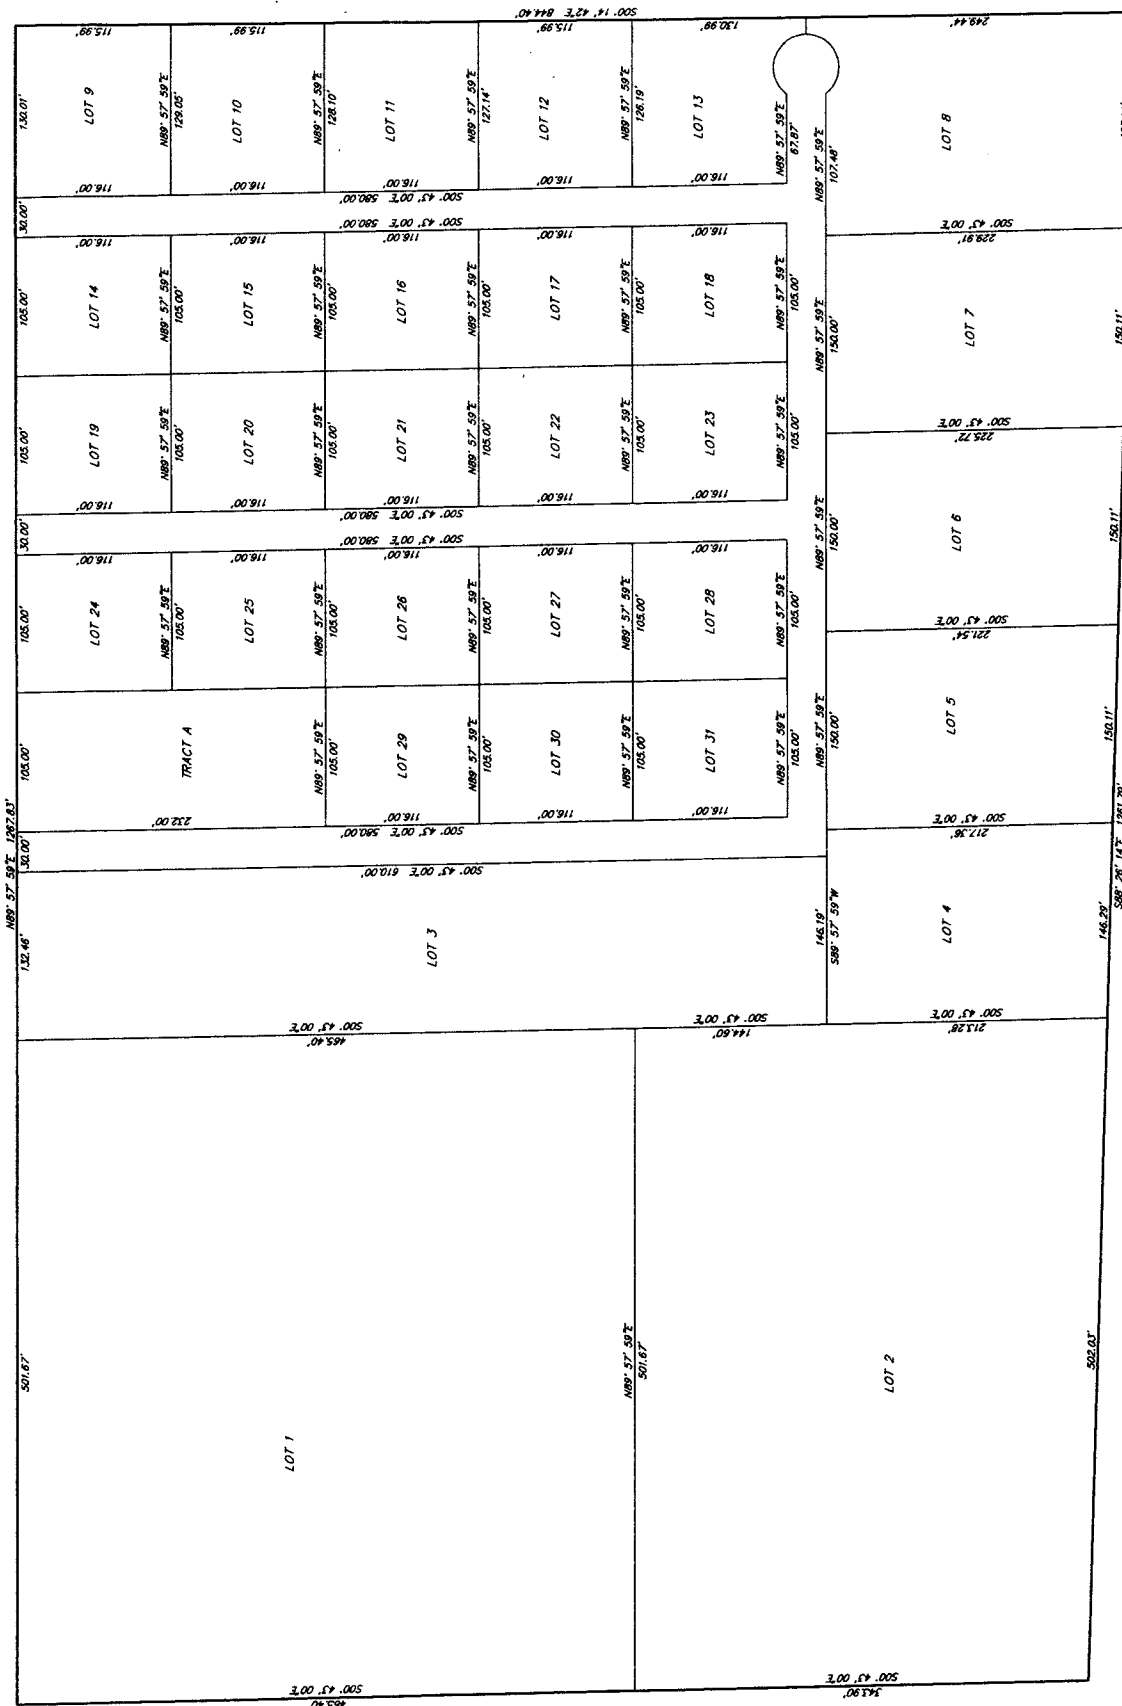 S00° 14' 42"E 844.40'
115.99'
115.99'
115.99'
130.99'
249.44'
130.01'
LOT 9
N89° 57' 59"E
129.05'
LOT 10
N89° 57' 59"E
128.10'
LOT 11
N89° 57' 59"E
127.14'
LOT 12
N89° 57' 59"E
126.19'
LOT 13
N89° 57' 59"E
67.87'
N89° 57' 59"E
107.48'
LOT 8
116.00'
116.00'
116.00'
116.00'
116.00'
S00° 43' 00"E 580.00'
30.00'
S00° 43' 00"E 580.00'
116.00'
116.00'
116.00'
116.00'
116.00'
S00° 43' 00"E
229.91'
105.00'
LOT 14
N89° 57' 59"E
105.00'
LOT 15
N89° 57' 59"E
105.00'
LOT 16
N89° 57' 59"E
105.00'
LOT 17
N89° 57' 59"E
105.00'
LOT 18
N89° 57' 59"E
105.00'
N89° 57' 59"E
150.00'
LOT 7
150.11'
105.00'
LOT 19
N89° 57' 59"E
105.00'
LOT 20
N89° 57' 59"E
105.00'
LOT 21
N89° 57' 59"E
105.00'
LOT 22
N89° 57' 59"E
105.00'
LOT 23
N89° 57' 59"E
105.00'
S00° 43' 00"E
225.72'
116.00'
116.00'
116.00'
116.00'
116.00'
S00° 43' 00"E 580.00'
30.00'
S00° 43' 00"E 580.00'
N89° 57' 59"E
150.00'
LOT 6
150.11'
116.00'
116.00'
116.00'
116.00'
116.00'
105.00'
LOT 24
N89° 57' 59"E
105.00'
LOT 25
N89° 57' 59"E
105.00'
LOT 26
N89° 57' 59"E
105.00'
LOT 27
N89° 57' 59"E
105.00'
LOT 28
N89° 57' 59"E
105.00'
S00° 43' 00"E
221.54'
105.00'
TRACT A
N89° 57' 59"E
105.00'
LOT 29
N89° 57' 59"E
105.00'
LOT 30
N89° 57' 59"E
105.00'
LOT 31
N89° 57' 59"E
105.00'
N89° 57' 59"E
150.00'
LOT 5
150.11'
232.00'
116.00'
116.00'
116.00'
S00° 43' 00"E 580.00'
S00° 43' 00"E
217.36'
N89° 57' 59"E 1267.83'
30.00'
S00° 43' 00"E 610.00'
S88° 26' 14"E 1261.79'
132.46'
LOT 3
146.19'
S89° 57' 59"W
LOT 4
146.29'
S00° 43' 00"E
465.40'
S00° 43' 00"E
144.60'
S00° 43' 00"E
213.28'
501.67'
LOT 1
N89° 57' 59"E
501.67'
LOT 2
502.03'
S00° 43' 00"E
465.40'
S00° 43' 00"E
343.90'